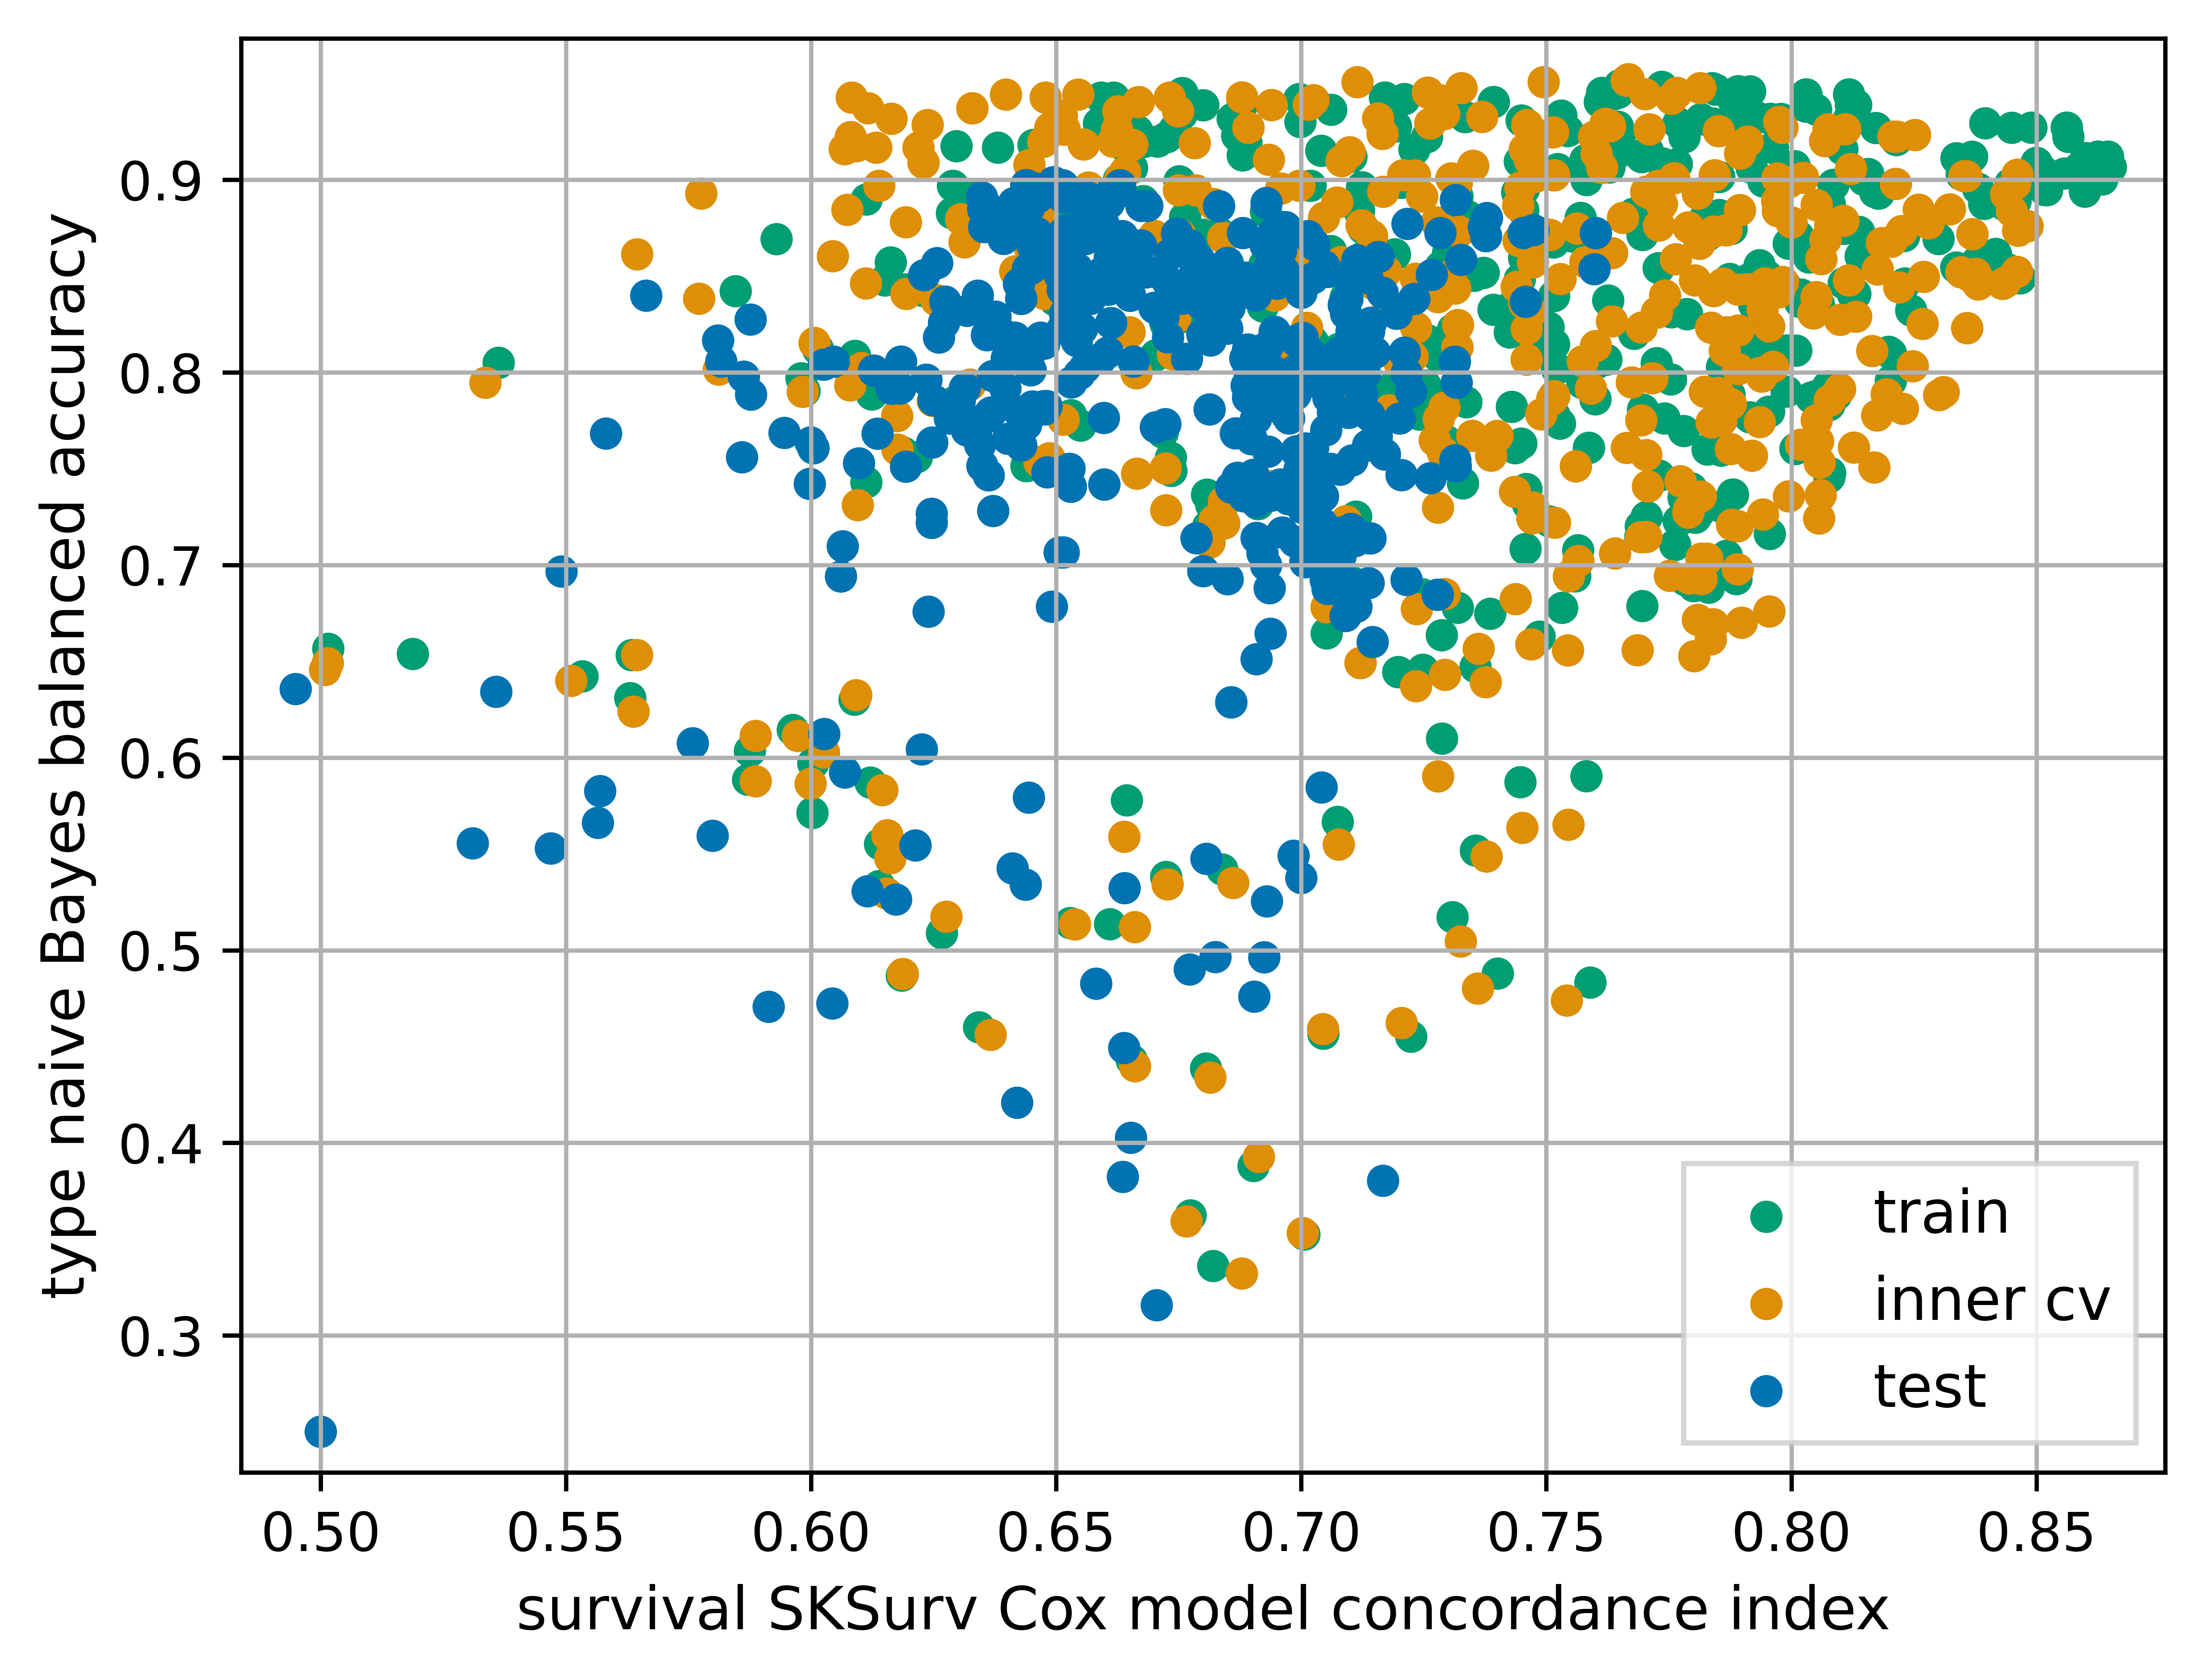 type naive Bayes balanced accuracy
0.9
0.8
0.7
0.6
0.5
0.4
0.3
train
inner cv
test
0.50 0.55 0.60 0.65 0.70 0.75 0.80 0.85
survival SKSurv Cox model concordance index